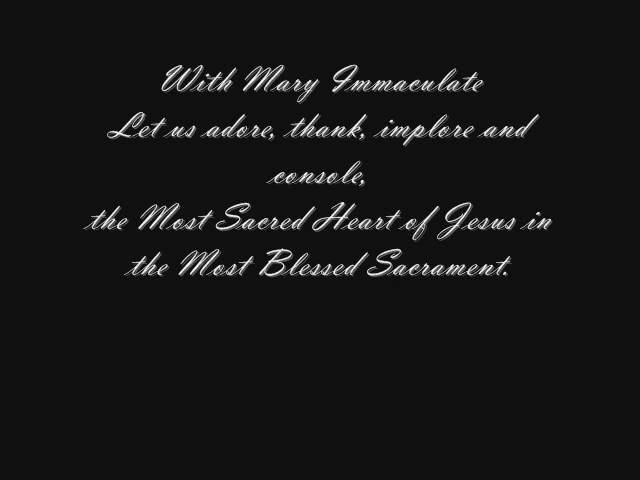 With Mary Immaculate
Let us adore, thank, implore and
console,
the Most Sacred Heart of Jesus in
the Most Blessed Sacrament.